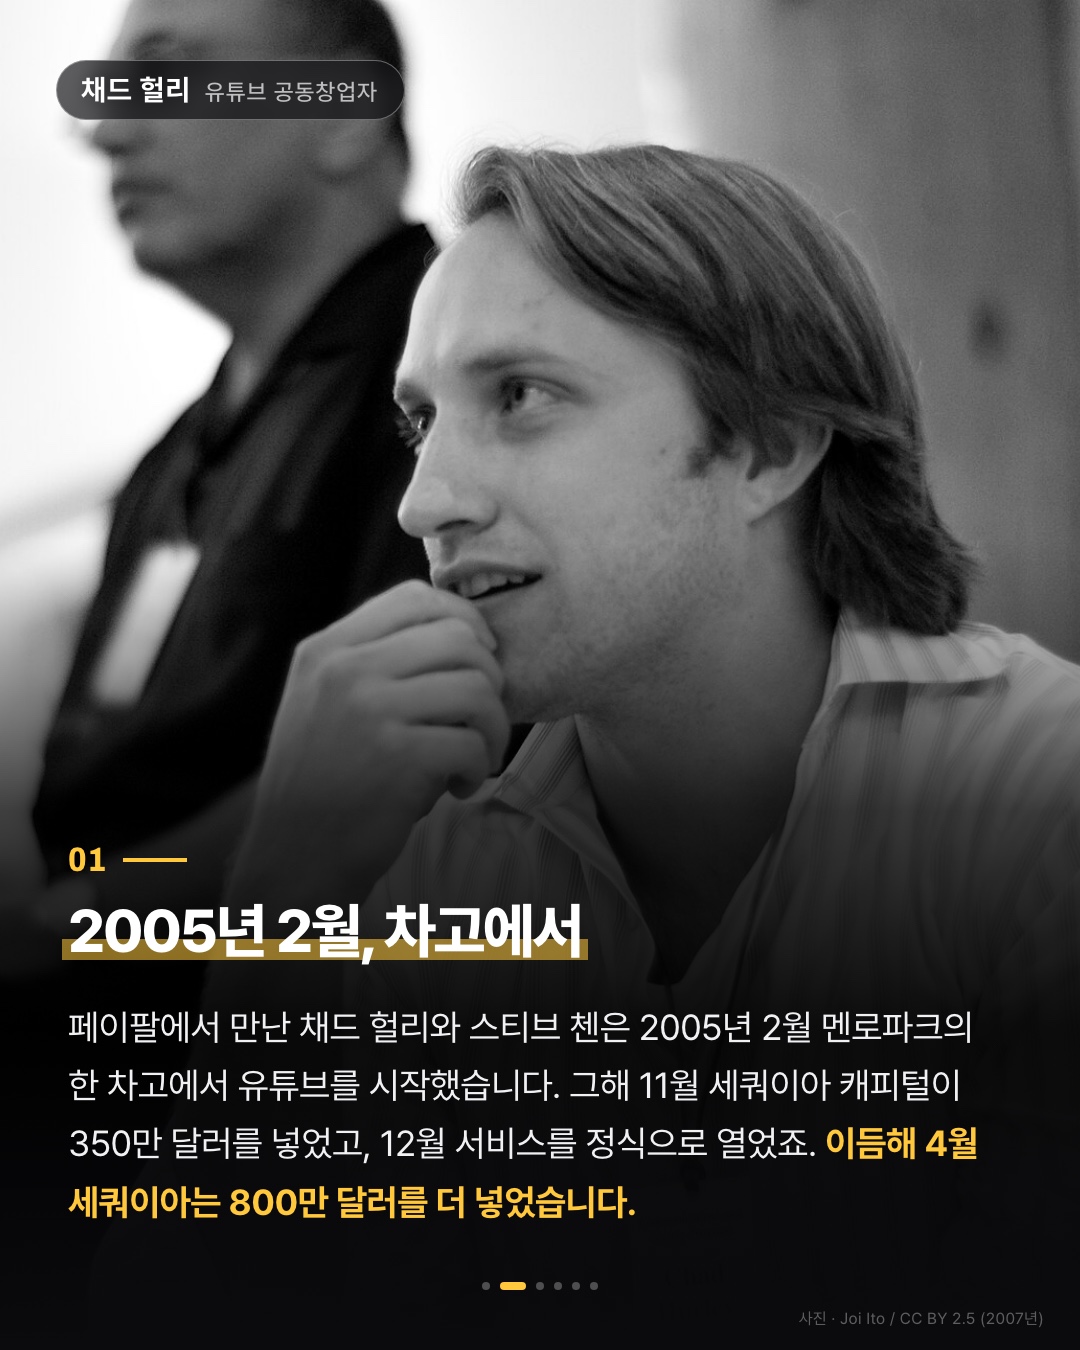 채드 헐리 유튜브 공동창업자
01
2005년 2월, 차고에서
페이팔에서 만난 채드 헐리와 스티브 첸은 2005년 2월 멘로파크의
한 차고에서 유튜브를 시작했습니다. 그해 11월 세쿼이아 캐피털이
350만 달러를 넣었고, 12월 서비스를 정식으로 열었죠. 이듬해 4월
세쿼이아는 800만 달러를 더 넣었습니다.
사진 · Joi Ito / CC BY 2.5 (2007년)